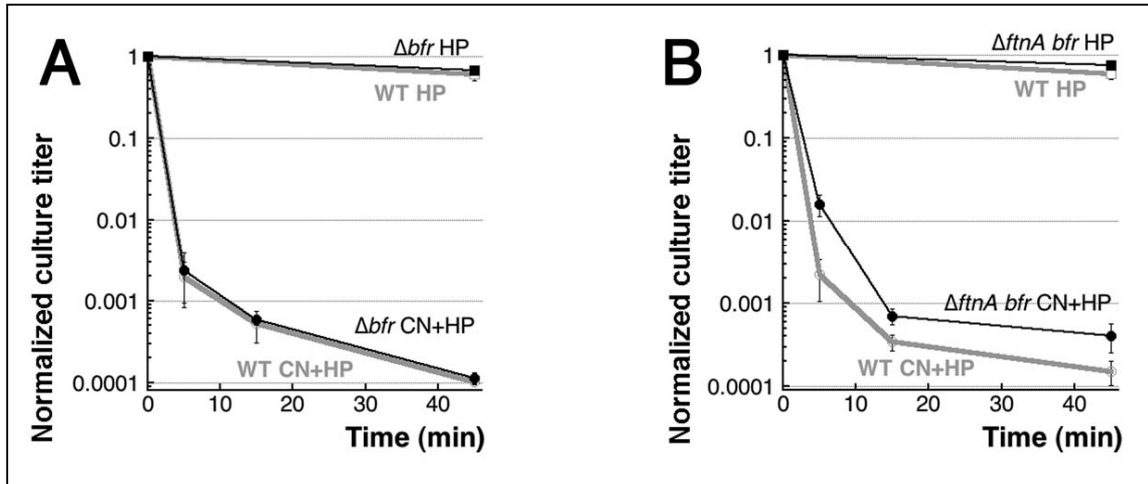 A
Normalized culture titer
1
0.1
0.01
0.001
0.0001
Δbfr HP
WT HP
Δbfr CN+HP
WT CN+HP
0 10 20 30 40
Time (min)
B
Normalized culture titer
1
0.1
0.01
0.001
0.0001
ΔftnA bfr HP
WT HP
ΔftnA bfr CN+HP
WT CN+HP
0 10 20 30 40
Time (min)